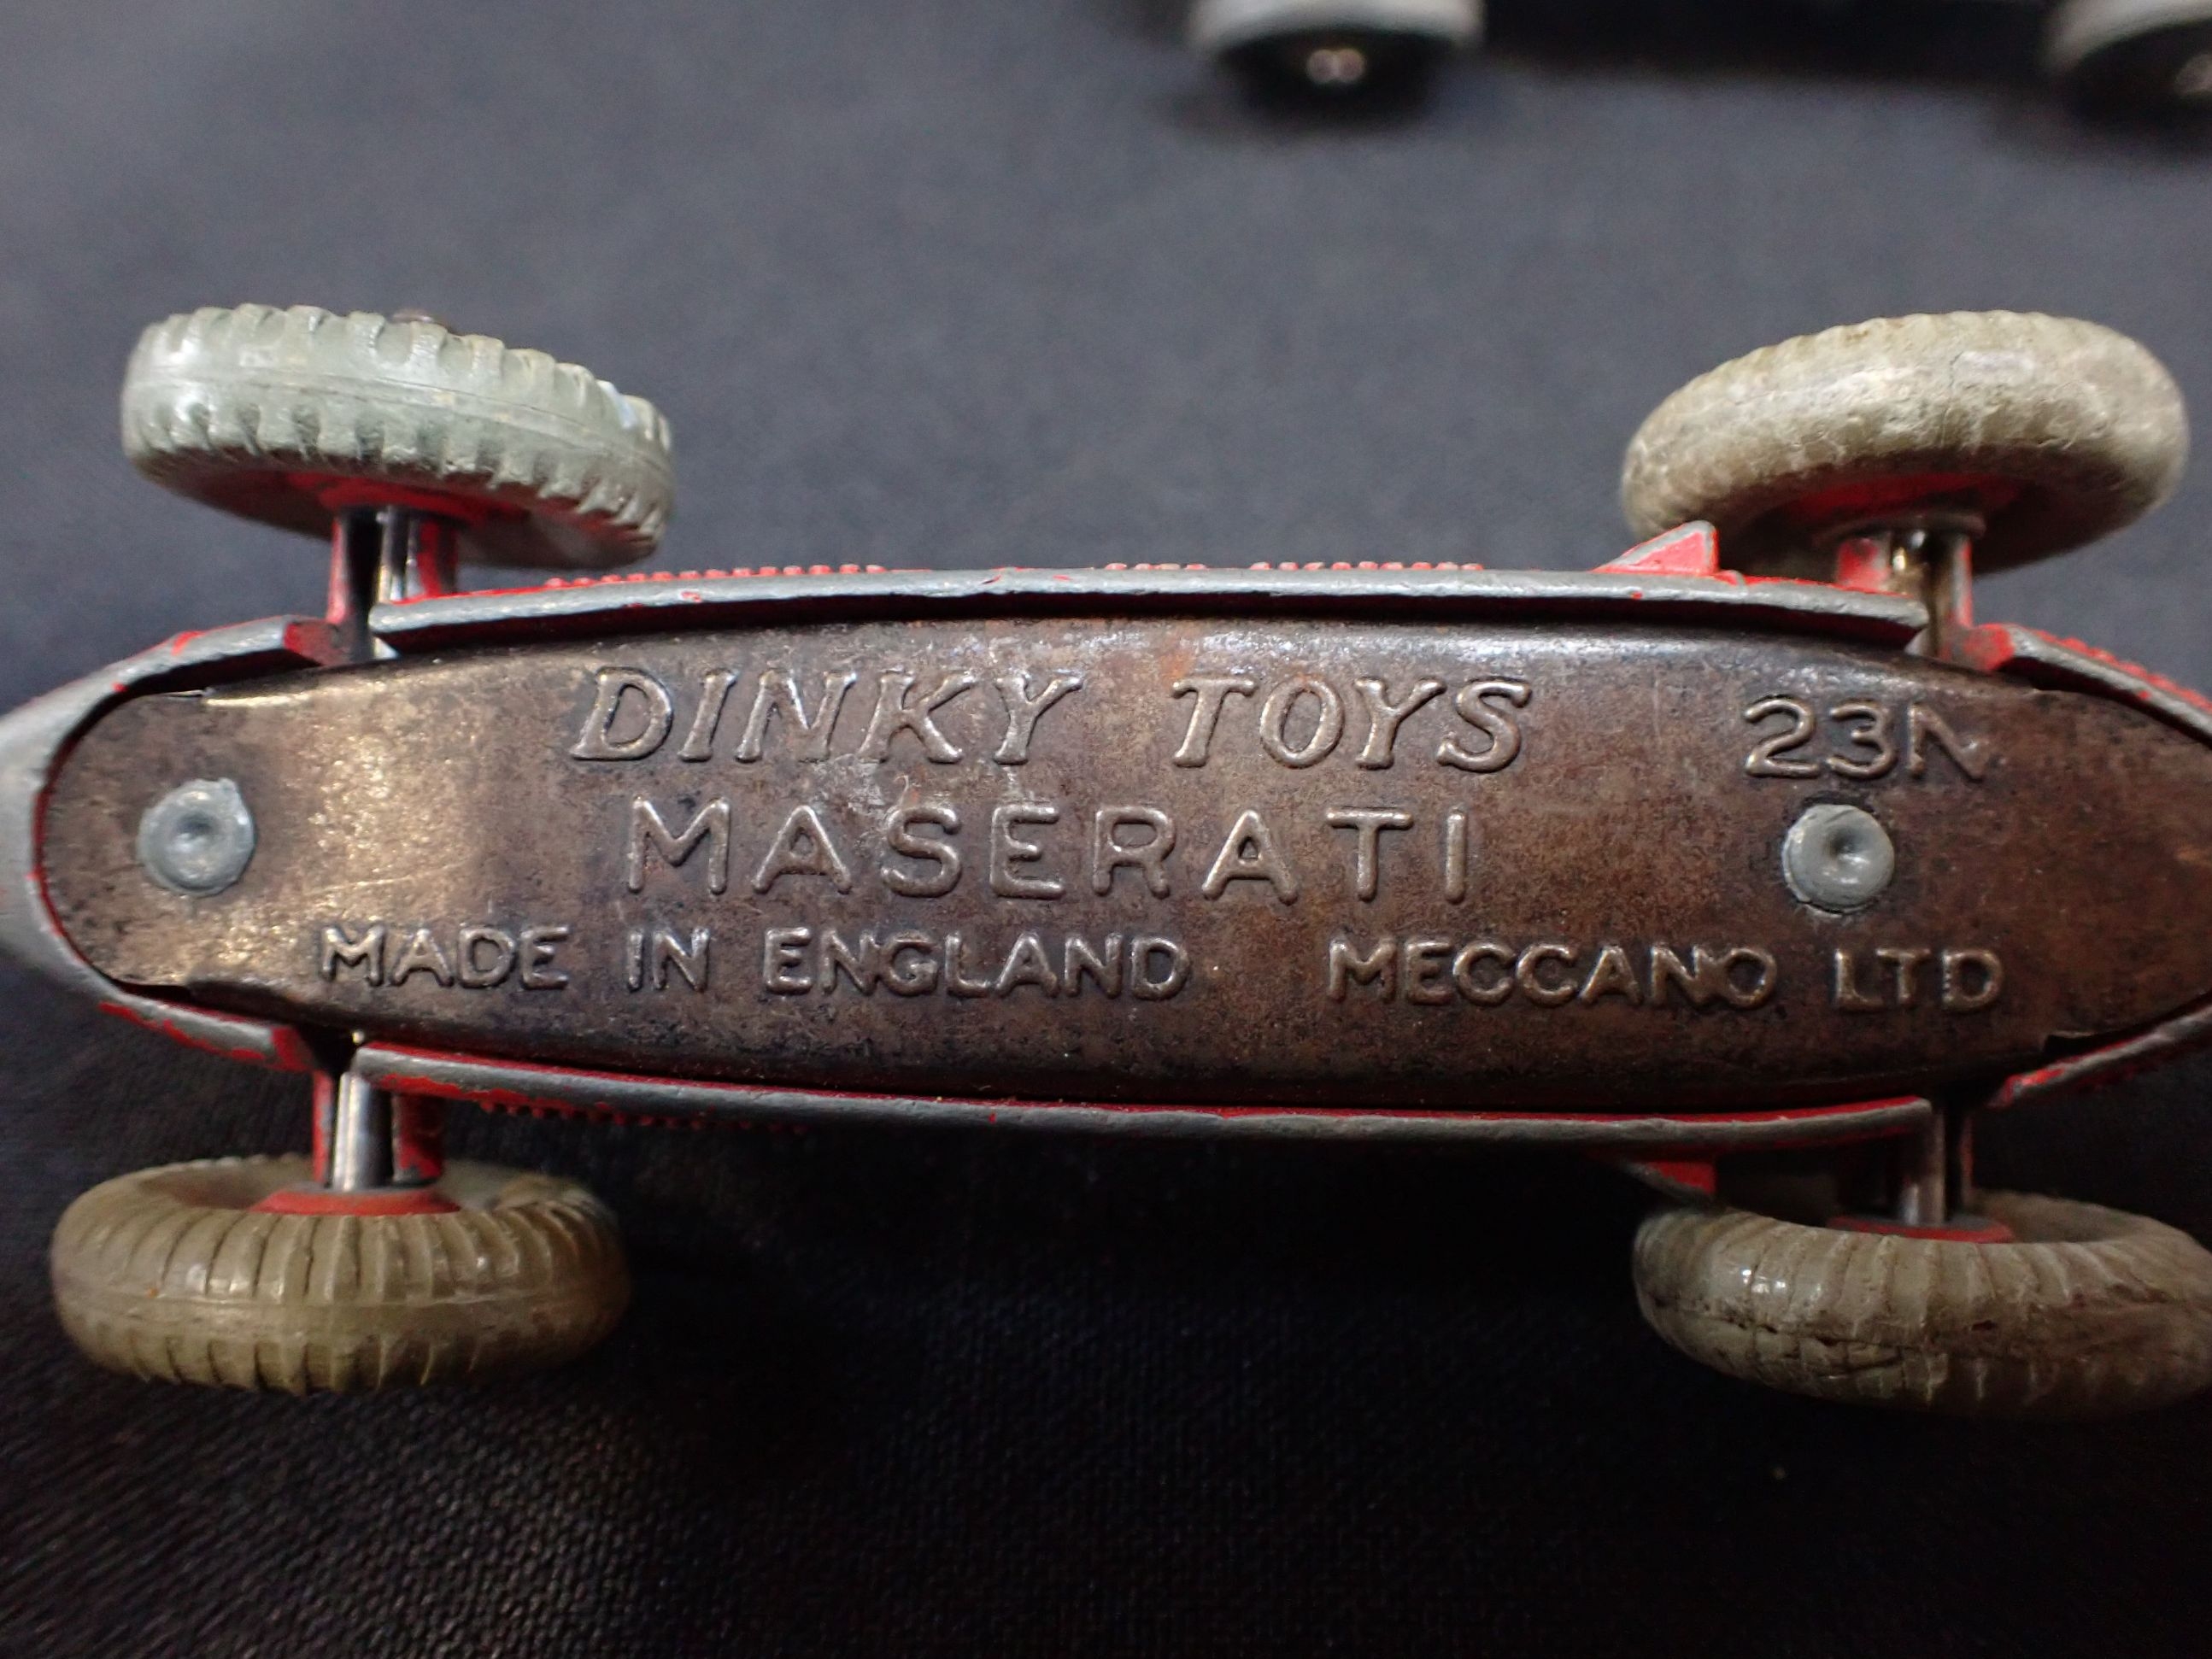 DINKY TOYS 23N
MASERATI
MADE IN ENGLAND MECCANO LTD